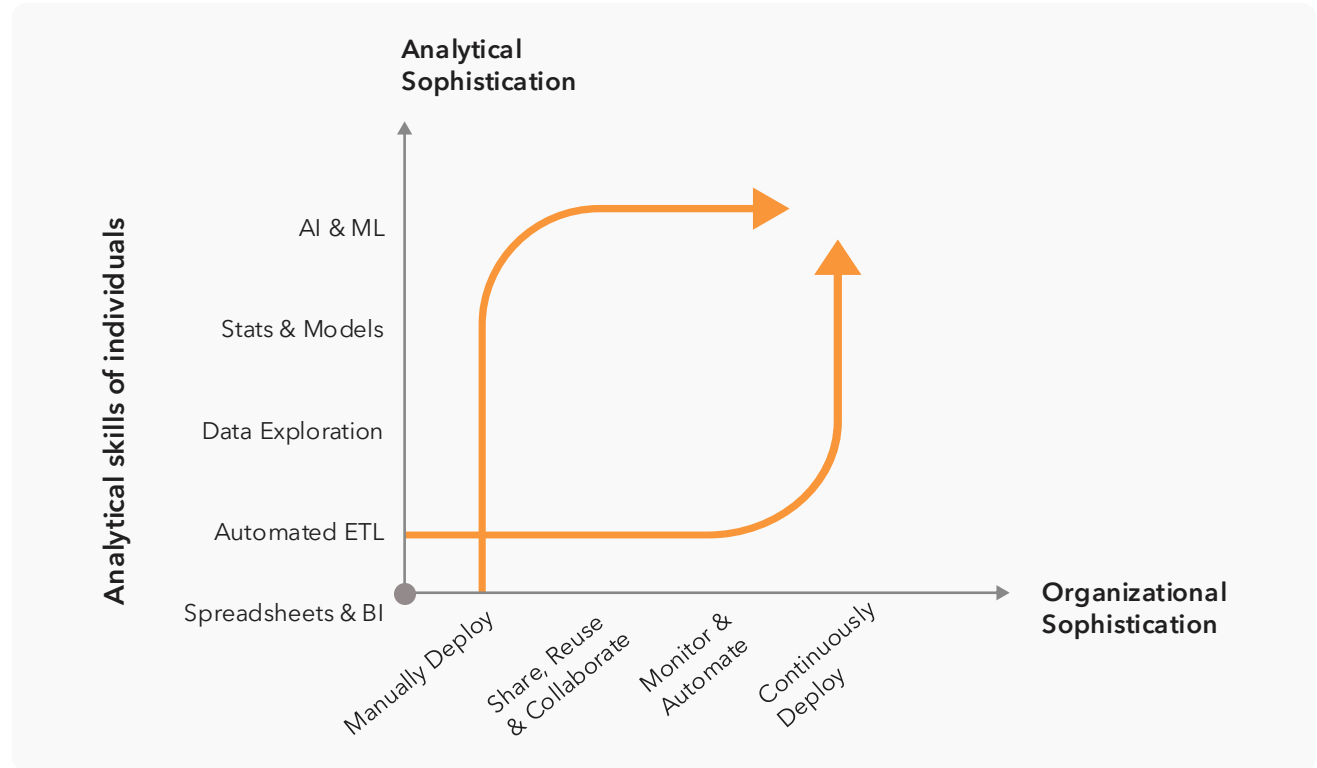 Analytical
Sophistication
Analytical skills of individuals
AI & ML
Stats & Models
Data Exploration
Automated ETL
Spreadsheets & BI
Manually Deploy
Share, Reuse
& Collaborate
Monitor &
Automate
Continuously
Deploy
Organizational
Sophistication